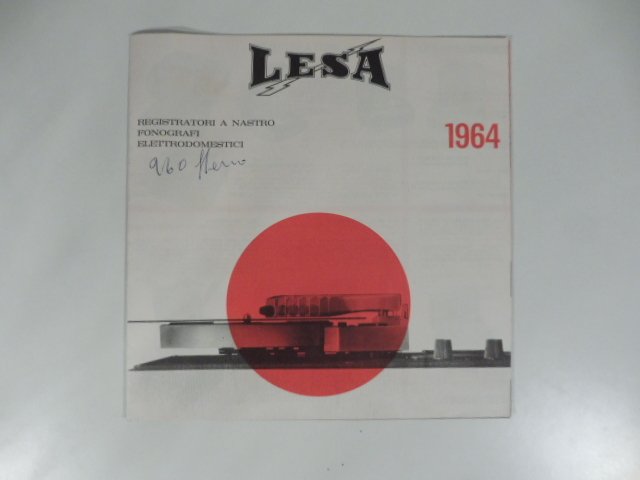 LESA
REGISTRATORI A NASTRO
FONOGRAFI
ELETTRODOMESTICI
1964